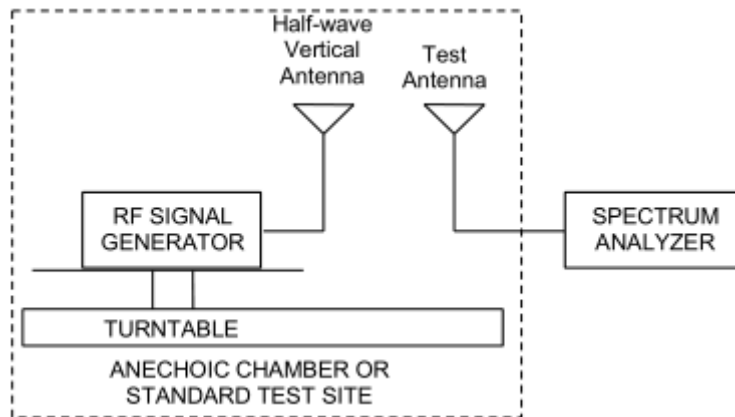 Half-wave
Vertical
Antenna
Test
Antenna
RF SIGNAL
GENERATOR
SPECTRUM
ANALYZER
TURNTABLE
ANECHOIC CHAMBER OR
STANDARD TEST SITE